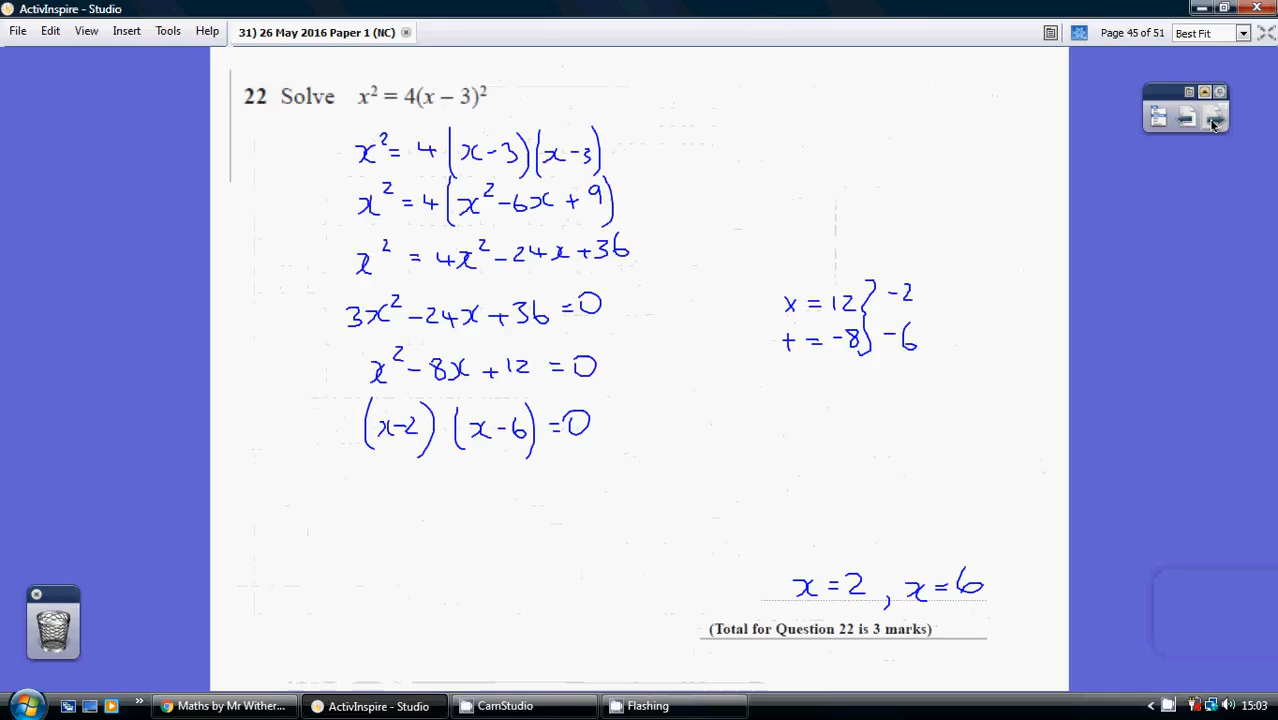 ActivInspire - Studio
File Edit View Insert Tools Help 31) 26 May 2016 Paper 1 (NC) Page 45 of 51 Best Fit
22 Solve x² = 4(x – 3)²
x² = 4(x-3)(x-3)
x² = 4(x² - 6x + 9)
x² = 4x² - 24x + 36
3x² - 24x + 36 = 0
x = 12 } -2
+ = -8 } -6
x² - 8x + 12 = 0
(x-2) (x-6) = 0
x = 2 , x = 6
(Total for Question 22 is 3 marks)
» Maths by Mr Wither... ActivInspire - Studio CamStudio Flashing < 15:03